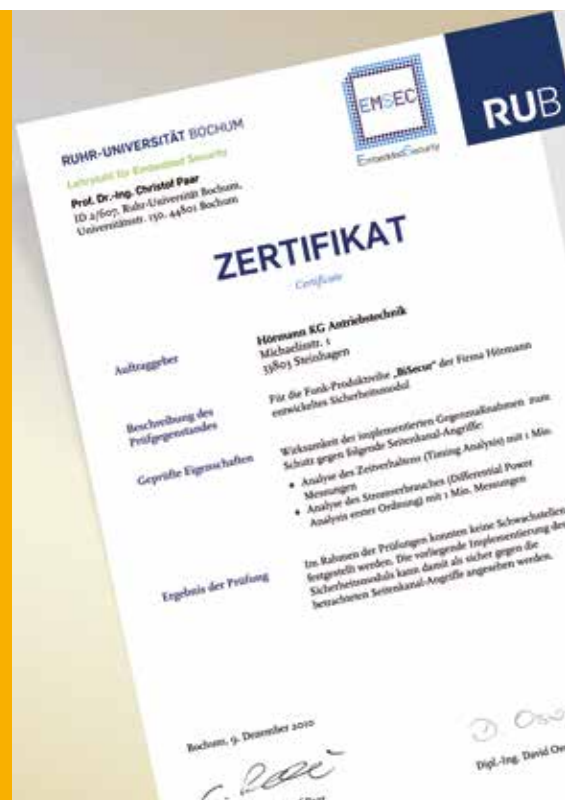 EMSEC
EmbeddedSecurity
RUB
RUHR-UNIVERSITÄT BOCHUM
Lehrstuhl für Embedded Security
Prof. Dr.-Ing. Christof Paar
ID 2/607, Ruhr-Universität Bochum,
Universitätsstr. 150, 44801 Bochum
ZERTIFIKAT
Certificate
Auftraggeber
Hörmann KG Antriebstechnik
Michaelisstr. 1
33803 Steinhagen
Beschreibung des
Prüfgegenstandes
Für die Funk-Produktreihe „BiSecur“ der Firma Hörmann
entwickeltes Sicherheitsmodul
Geprüfte Eigenschaften
Wirksamkeit der implementierten Gegenmaßnahmen zum
Schutz gegen folgende Seitenkanal-Angriffe:
• Analyse des Zeitverhaltens (Timing Analysis) mit 1 Mio.
Messungen
• Analyse des Stromverbrauches (Differential Power
Analysis erster Ordnung) mit 1 Mio. Messungen
Ergebnis der Prüfung
Im Rahmen der Prüfungen konnten keine Schwachstellen
festgestellt werden. Die vorliegende Implementierung des
Sicherheitsmoduls kann damit als sicher gegen die
betrachteten Seitenkanal-Angriffe angesehen werden.
Bochum, 9. Dezember 2010
Dipl.-Ing. David Os